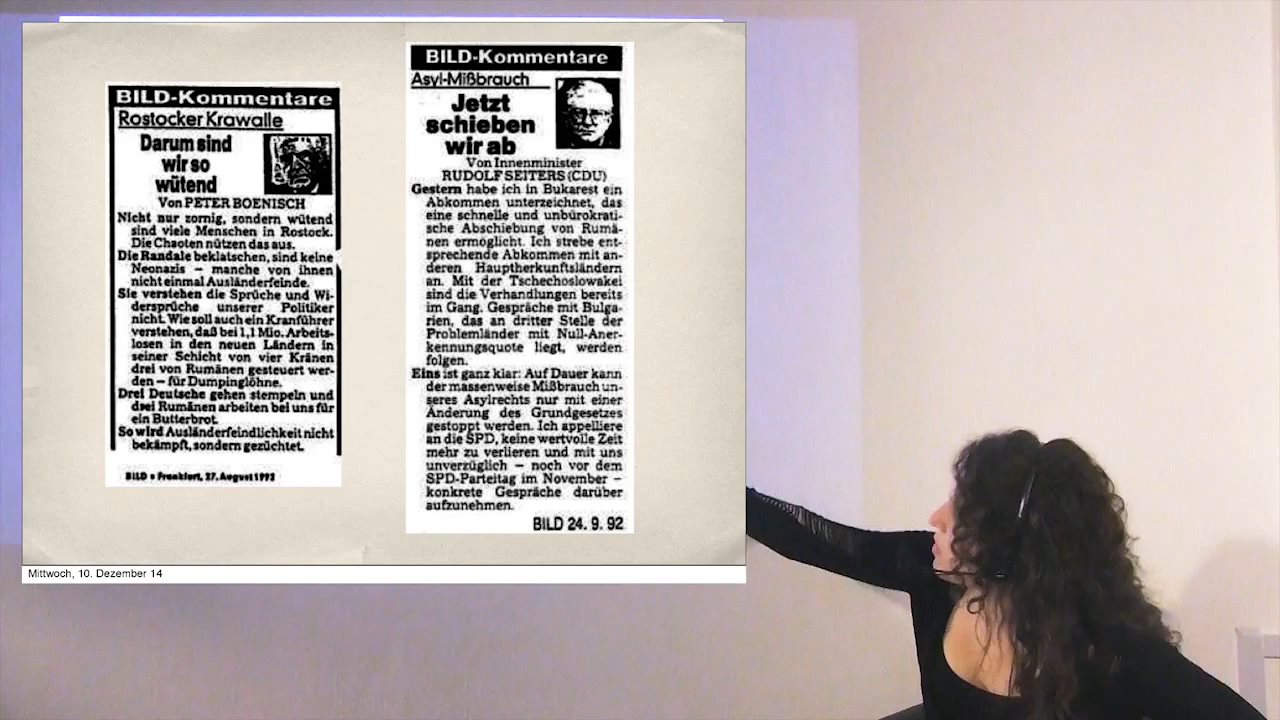 BILD-Kommentare
Rostocker Krawalle
Darum sind
wir so
wütend
Von PETER BOENISCH
Nicht nur zornig, sondern wütend
sind viele Menschen in Rostock.
Die Chaoten nützen das aus.
Die Randale beklatschen, sind keine
Neonazis – manche von ihnen
nicht einmal Ausländerfeinde.
Sie verstehen die Sprüche und Wi-
dersprüche unserer Politiker
nicht. Wie soll auch ein Kranführer
verstehen, daß bei 1,1 Mio. Arbeits-
losen in den neuen Ländern in
seiner Schicht von vier Kränen
drei von Rumänen gesteuert wer-
den – für Dumpinglöhne.
Drei Deutsche gehen stempeln und
drei Rumänen arbeiten bei uns für
ein Butterbrot.
So wird Ausländerfeindlichkeit nicht
bekämpft, sondern gezüchtet.
BILD • Frankfurt, 27. August 1992
BILD-Kommentare
Asyl-Mißbrauch
Jetzt
schieben
wir ab
Von Innenminister
RUDOLF SEITERS (CDU)
Gestern habe ich in Bukarest ein
Abkommen unterzeichnet, das
eine schnelle und unbürokrati-
sche Abschiebung von Rumä-
nen ermöglicht. Ich strebe ent-
sprechende Abkommen mit an-
deren Hauptherkunftsländern
an. Mit der Tschechoslowakei
sind die Verhandlungen bereits
im Gang. Gespräche mit Bulga-
rien, das an dritter Stelle der
Problemländer mit Null-Aner-
kennungsquote liegt, werden
folgen.
Eins ist ganz klar: Auf Dauer kann
der massenweise Mißbrauch un-
seres Asylrechts nur mit einer
Änderung des Grundgesetzes
gestoppt werden. Ich appelliere
an die SPD, keine wertvolle Zeit
mehr zu verlieren und mit uns
unverzüglich – noch vor dem
SPD-Parteitag im November –
konkrete Gespräche darüber
aufzunehmen.
BILD 24. 9. 92
Mittwoch, 10. Dezember 14